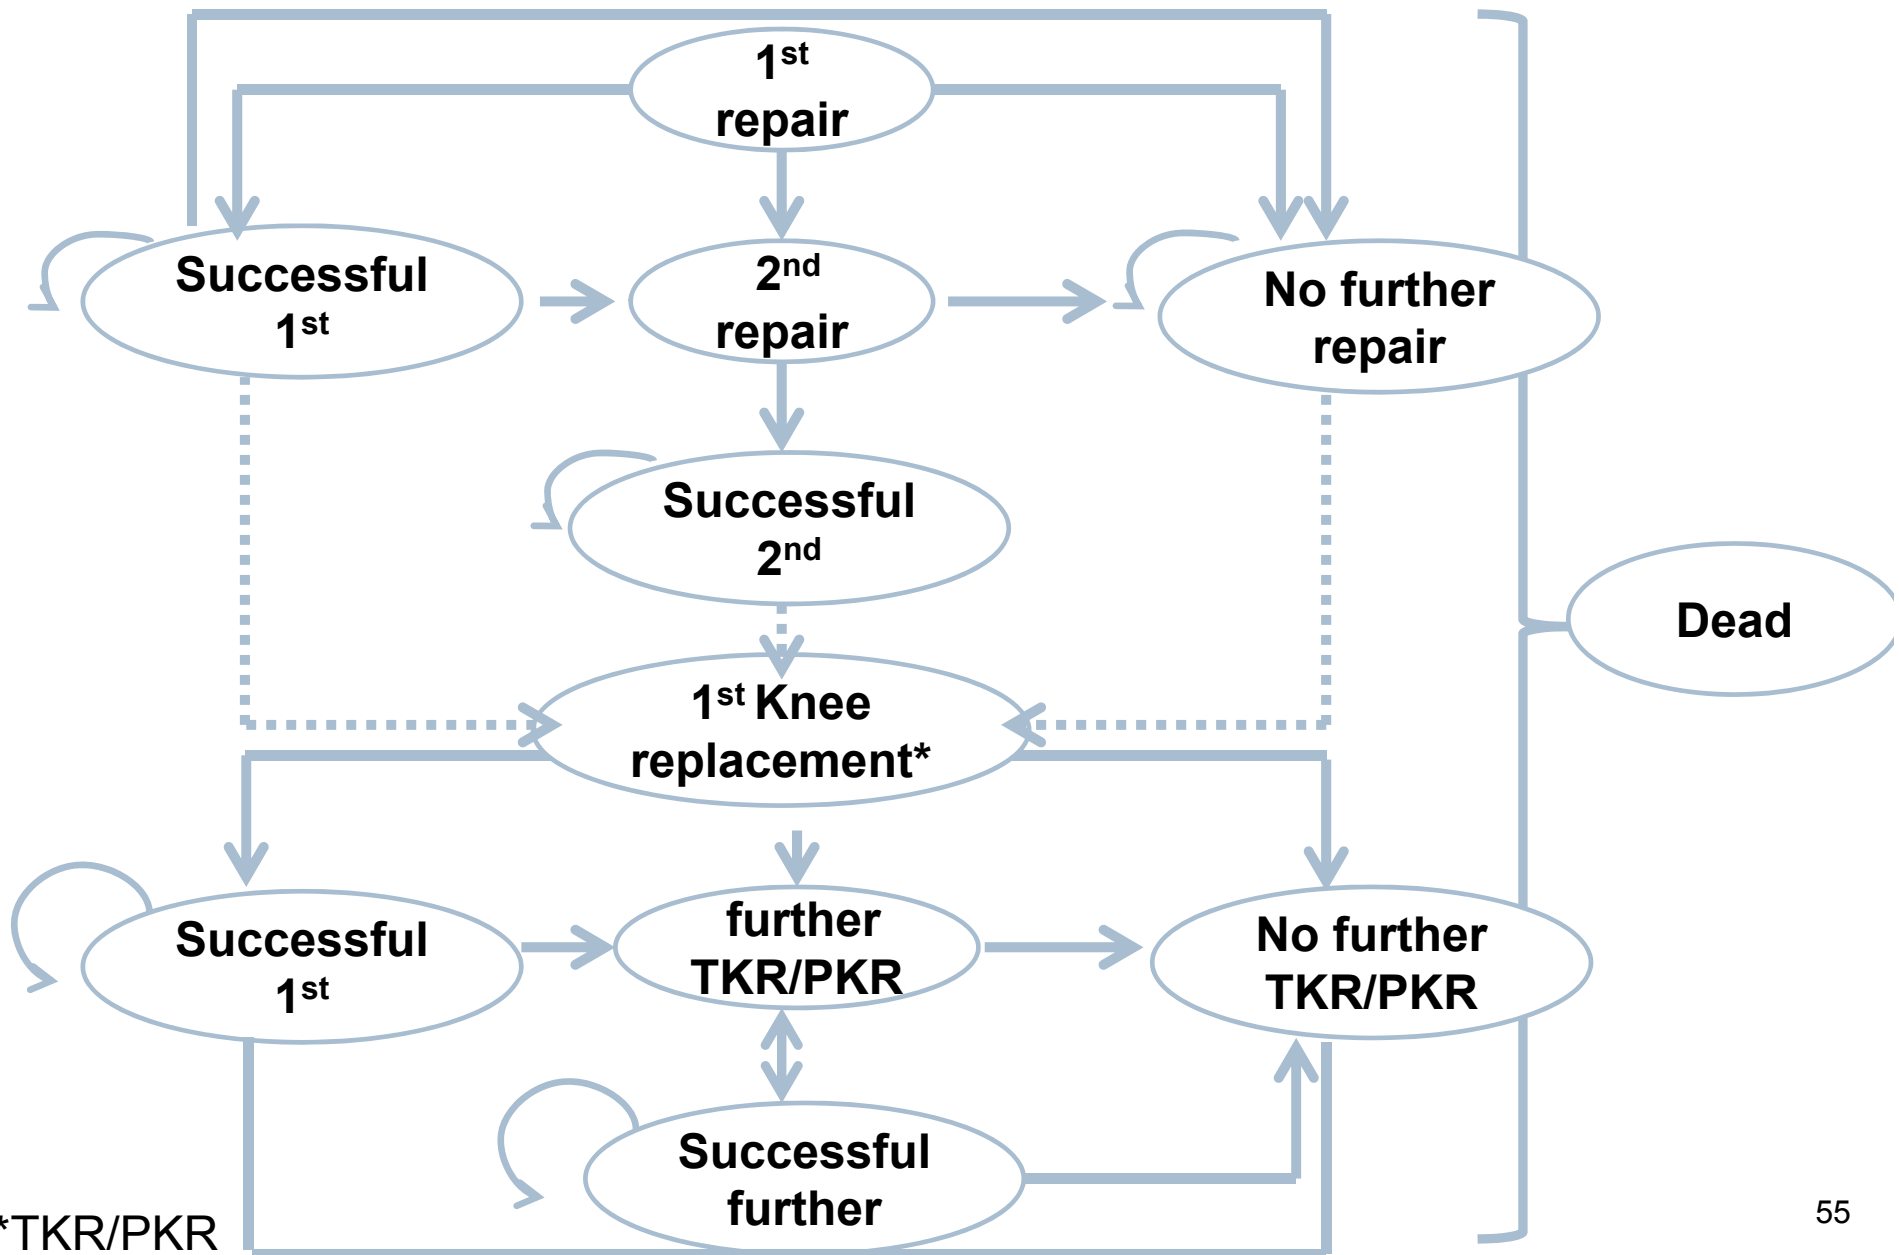 1st
repair
Successful
1st
2nd
repair
No further
repair
Successful
2nd
Dead
1st Knee
replacement*
Successful
1st
further
TKR/PKR
No further
TKR/PKR
Successful
further
*TKR/PKR
55